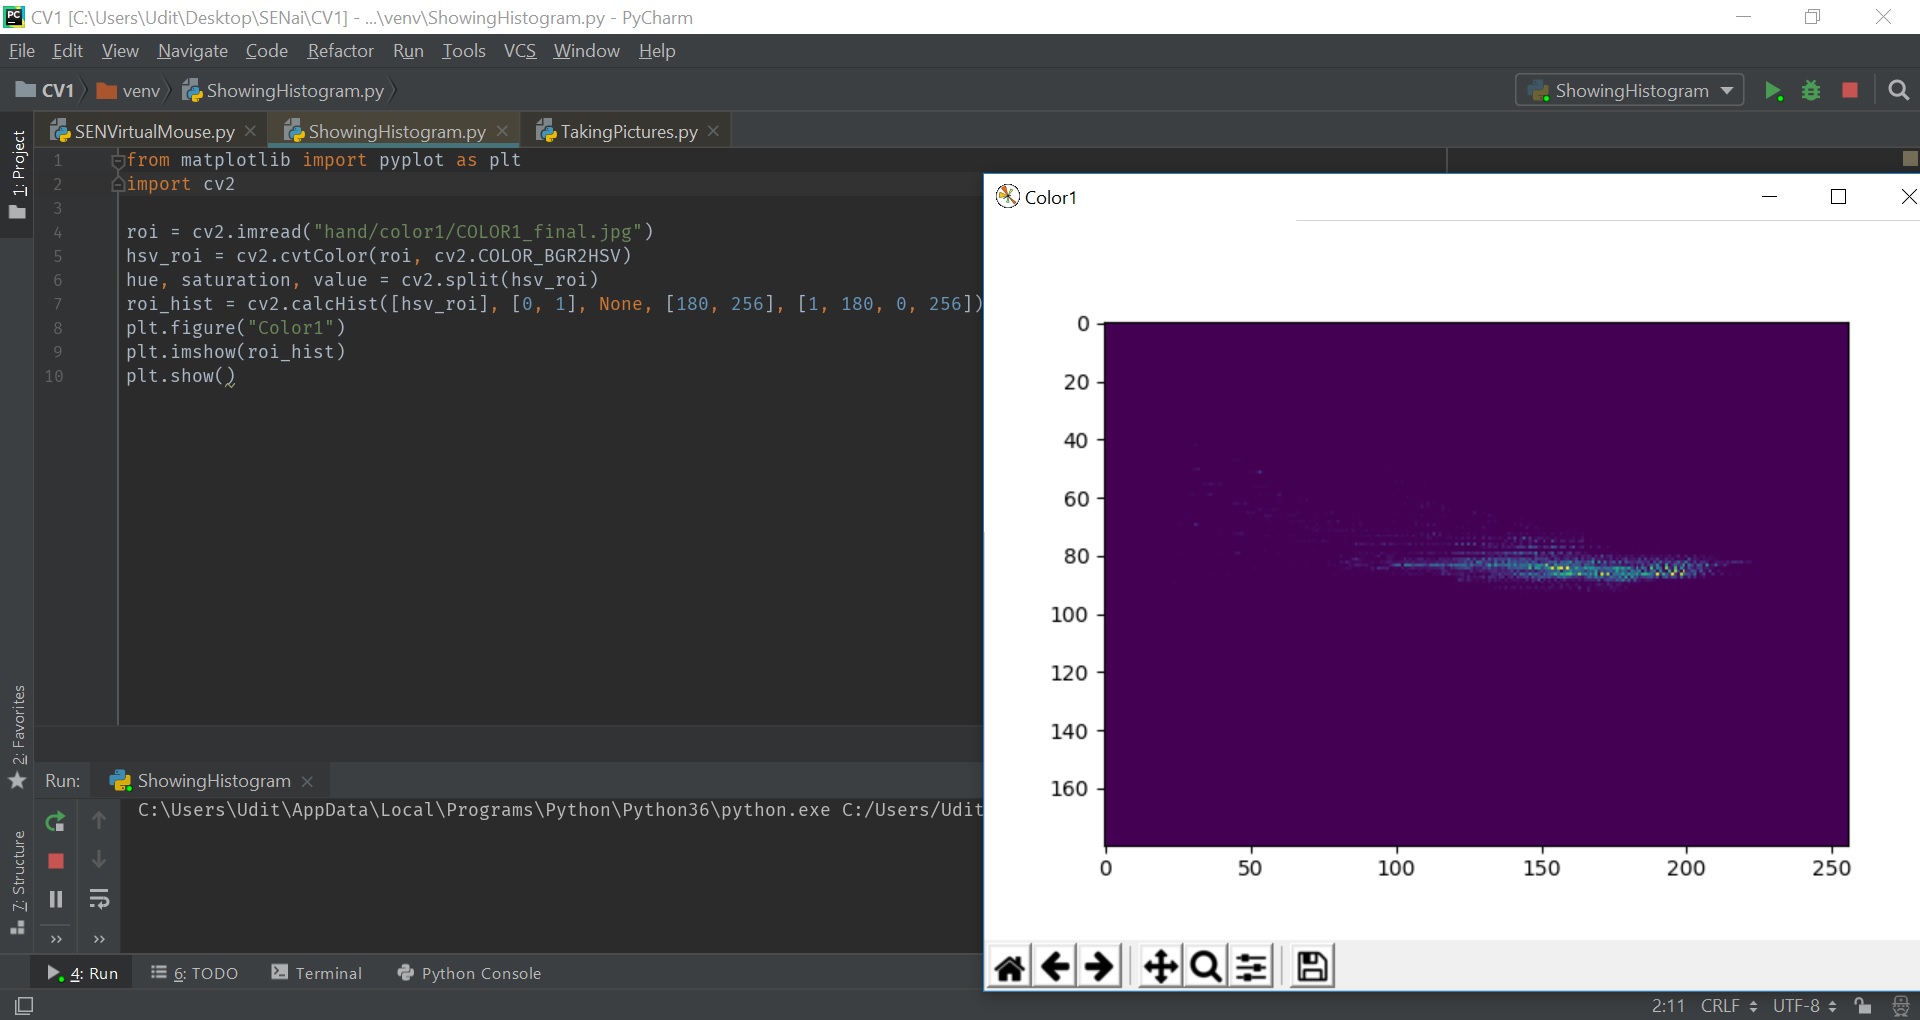 CV1 [C:\Users\Udit\Desktop\SENai\CV1] - ...\venv\ShowingHistogram.py - PyCharm
File Edit View Navigate Code Refactor Run Tools VCS Window Help
CV1 venv ShowingHistogram.py
ShowingHistogram
SENVirtualMouse.py ShowingHistogram.py TakingPictures.py
1: Project
1 from matplotlib import pyplot as plt
2 import cv2
3
4 roi = cv2.imread("hand/color1/COLOR1_final.jpg")
5 hsv_roi = cv2.cvtColor(roi, cv2.COLOR_BGR2HSV)
6 hue, saturation, value = cv2.split(hsv_roi)
7 roi_hist = cv2.calcHist([hsv_roi], [0, 1], None, [180, 256], [1, 180, 0, 256])
8 plt.figure("Color1")
9 plt.imshow(roi_hist)
10 plt.show()
Color1
0
20
40
60
80
100
120
140
160
0 50 100 150 200 250
2: Favorites
7: Structure
Run: ShowingHistogram
C:\Users\Udit\AppData\Local\Programs\Python\Python36\python.exe C:/Users/Udit
4: Run 6: TODO Terminal Python Console
2:11 CRLF UTF-8